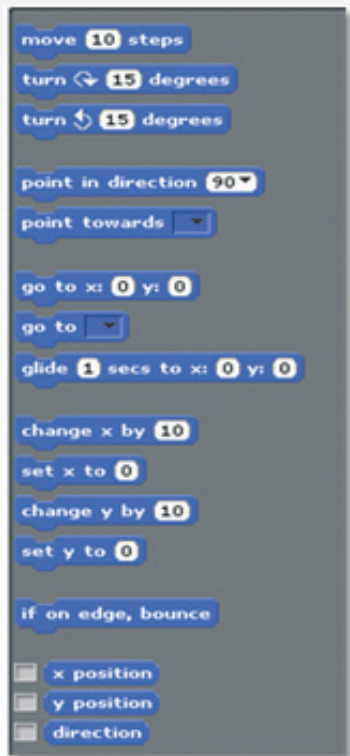 move 10 steps
turn 15 degrees
turn 15 degrees
point in direction 90
point towards
go to x: 0 y: 0
go to
glide 1 secs to x: 0 y: 0
change x by 10
set x to 0
change y by 10
set y to 0
if on edge, bounce
x position
y position
direction